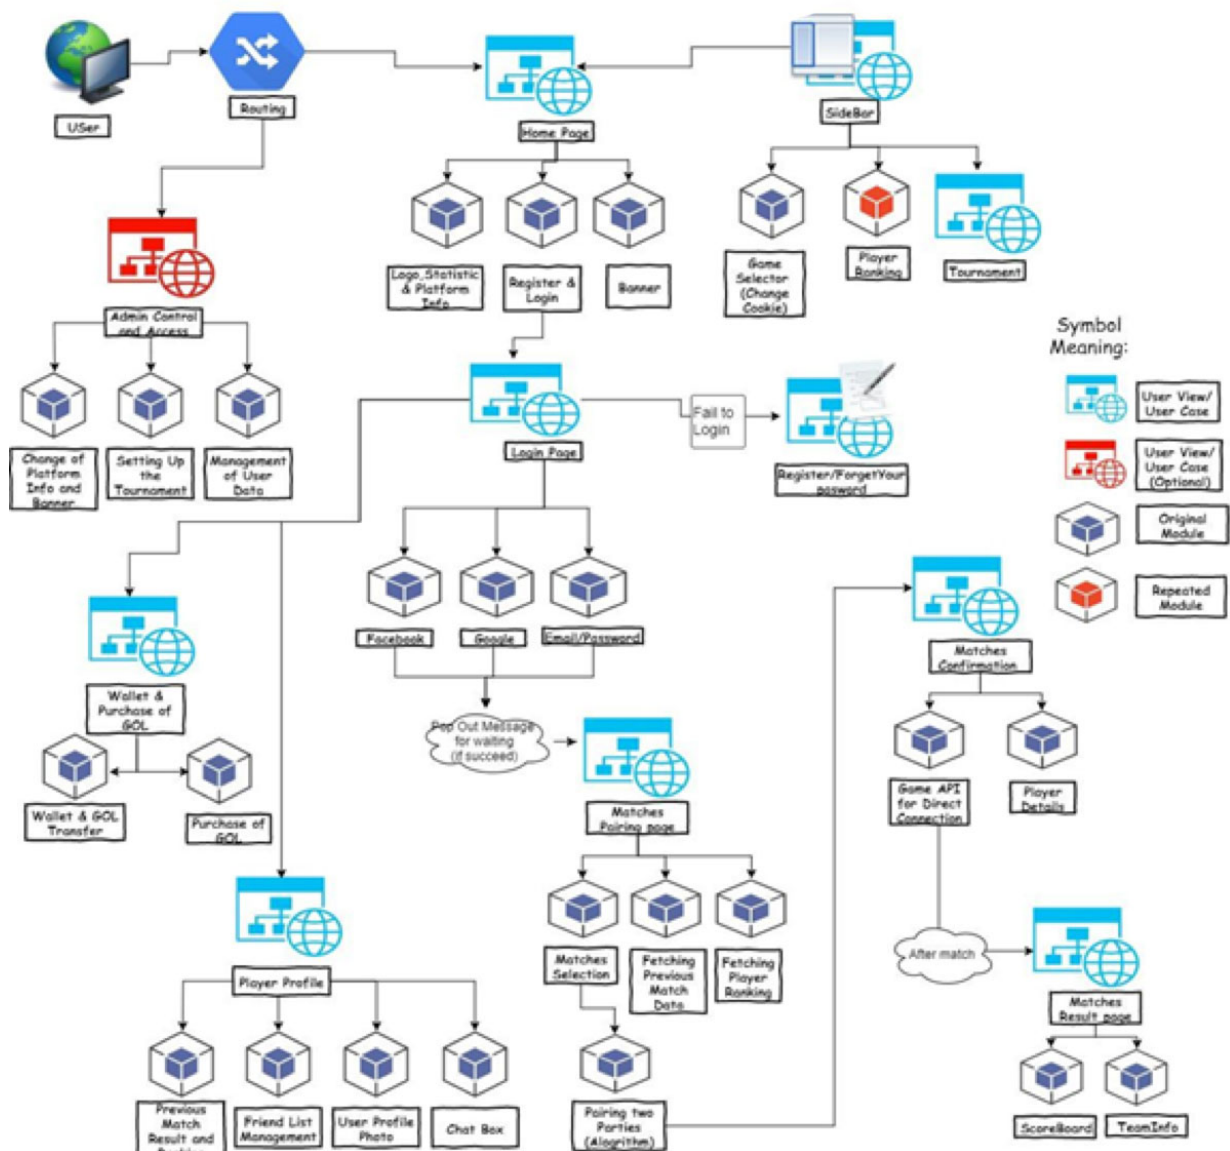 USer
Routing
Home Page
SideBar
Logo,Statistic
& Platform
Info
Register &
Login
Banner
Game
Selector
(Change
Cookie)
Player
Ranking
Tournament
Admin Control
and Access
Change of
Platform
Info and
Banner
Setting Up
the
Tournament
Management
of User
Data
Symbol
Meaning:
User View/
User Case
User View/
User Case
(Optional)
Original
Module
Repeated
Module
Login Page
Fail to
Login
Register/ForgetYour
pasword
Facebook
Google
Email/Password
Pop Out Message
for waiting
(if succeed)
Wallet &
Purchase of
GOL
Wallet & GOL
Transfer
Purchase of
GOL
Matches
Pairing page
Matches
Selection
Fetching
Previous
Match
Data
Fetching
Player
Ranking
Pairing two
Parties
(Alogrithm)
Matches
Confirmation
Game API
for Direct
Connection
Player
Details
After match
Matches
Result page
ScoreBoard
TeamInfo
Player Profile
Previous
Match
Result and
Friend List
Management
User Profile
Photo
Chat Box